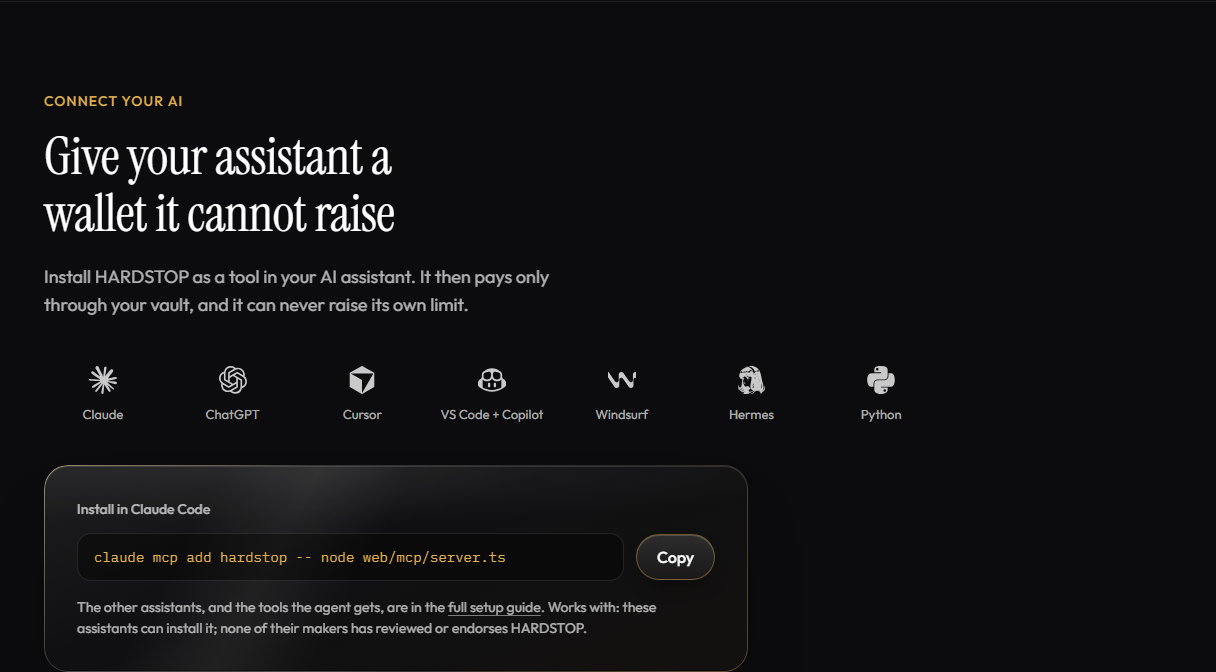 CONNECT YOUR AI
Give your assistant a
wallet it cannot raise
Install HARDSTOP as a tool in your AI assistant. It then pays only
through your vault, and it can never raise its own limit.
Claude ChatGPT Cursor VS Code + Copilot Windsurf Hermes Python
Install in Claude Code
claude mcp add hardstop -- node web/mcp/server.ts Copy
The other assistants, and the tools the agent gets, are in the full setup guide. Works with: these
assistants can install it; none of their makers has reviewed or endorses HARDSTOP.